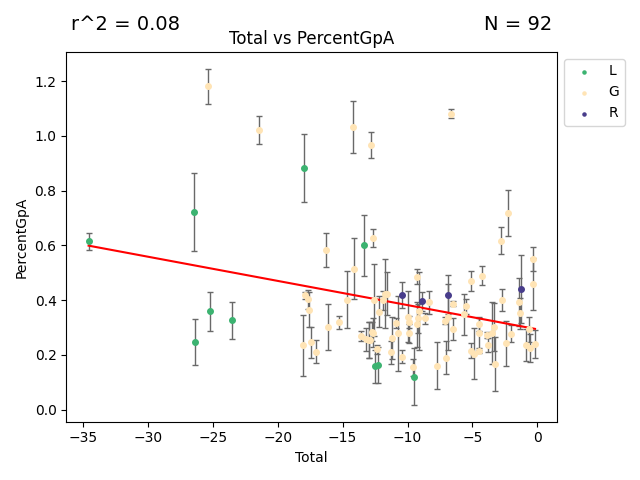 r^2 = 0.08
N = 92
Total vs PercentGpA
L
G
R
PercentGpA
1.2
1.0
0.8
0.6
0.4
0.2
0.0
−35
−30
−25
−20
−15
−10
−5
0
Total